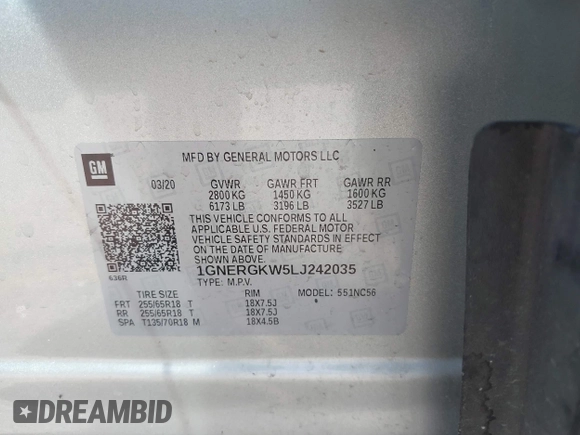 GM
MFD BY GENERAL MOTORS LLC
03/20 GVWR GAWR FRT GAWR RR
2800 KG 1450 KG 1600 KG
6173 LB 3196 LB 3527 LB
THIS VEHICLE CONFORMS TO ALL
APPLICABLE U.S. FEDERAL MOTOR
VEHICLE SAFETY STANDARDS IN
EFFECT ON THE DATE OF MANUFACTURE
SHOWN ABOVE.
1GNERGKW5LJ242035
636R
TYPE: M.P.V.
TIRE SIZE RIM MODEL: 551NC56
FRT 255/65R18 T 18X7.5J
RR 255/65R18 T 18X7.5J
SPA T135/70R18 M 18X4.5B
DREAMBID